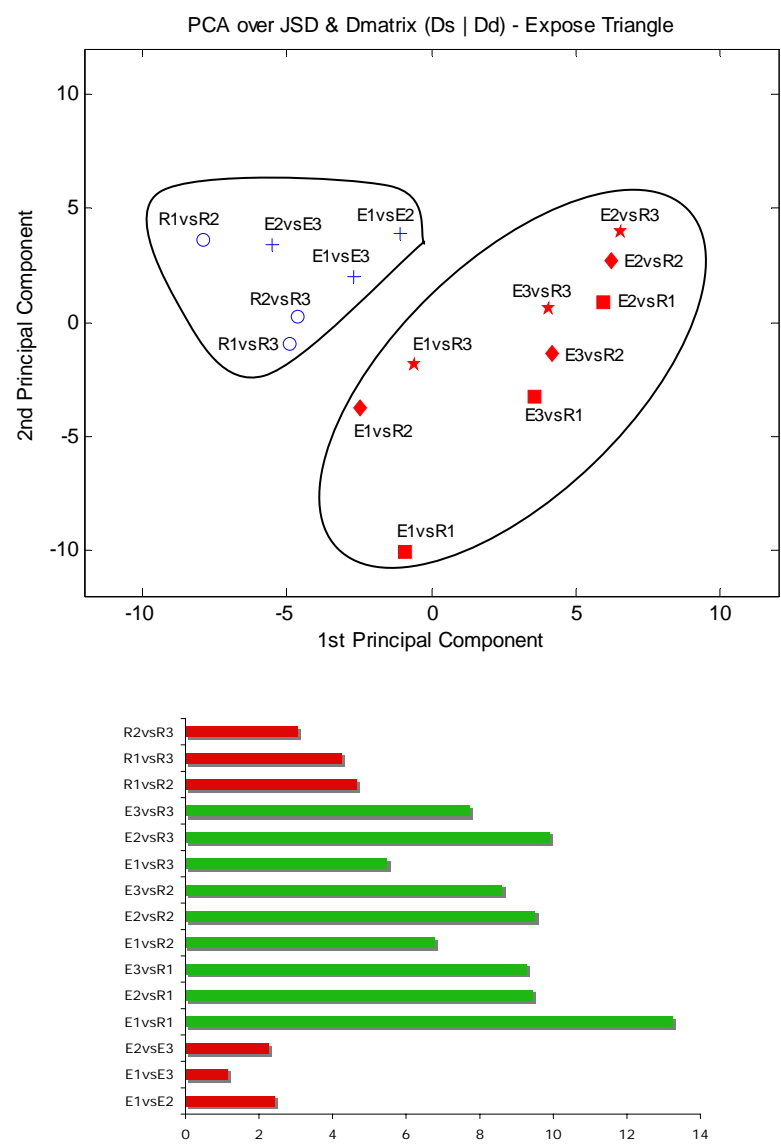 PCA over JSD & Dmatrix (Ds | Dd) - Expose Triangle
10
5
0
-5
-10
2nd Principal Component
R1vsR2
E2vsE3
E1vsE2
E1vsE3
R2vsR3
R1vsR3
E2vsR3
E2vsR2
E3vsR3
E2vsR1
E1vsR3
E3vsR2
E3vsR1
E1vsR2
E1vsR1
-10 -5 0 5 10
1st Principal Component
R2vsR3
R1vsR3
R1vsR2
E3vsR3
E2vsR3
E1vsR3
E3vsR2
E2vsR2
E1vsR2
E3vsR1
E2vsR1
E1vsR1
E2vsE3
E1vsE3
E1vsE2
0 2 4 6 8 10 12 14